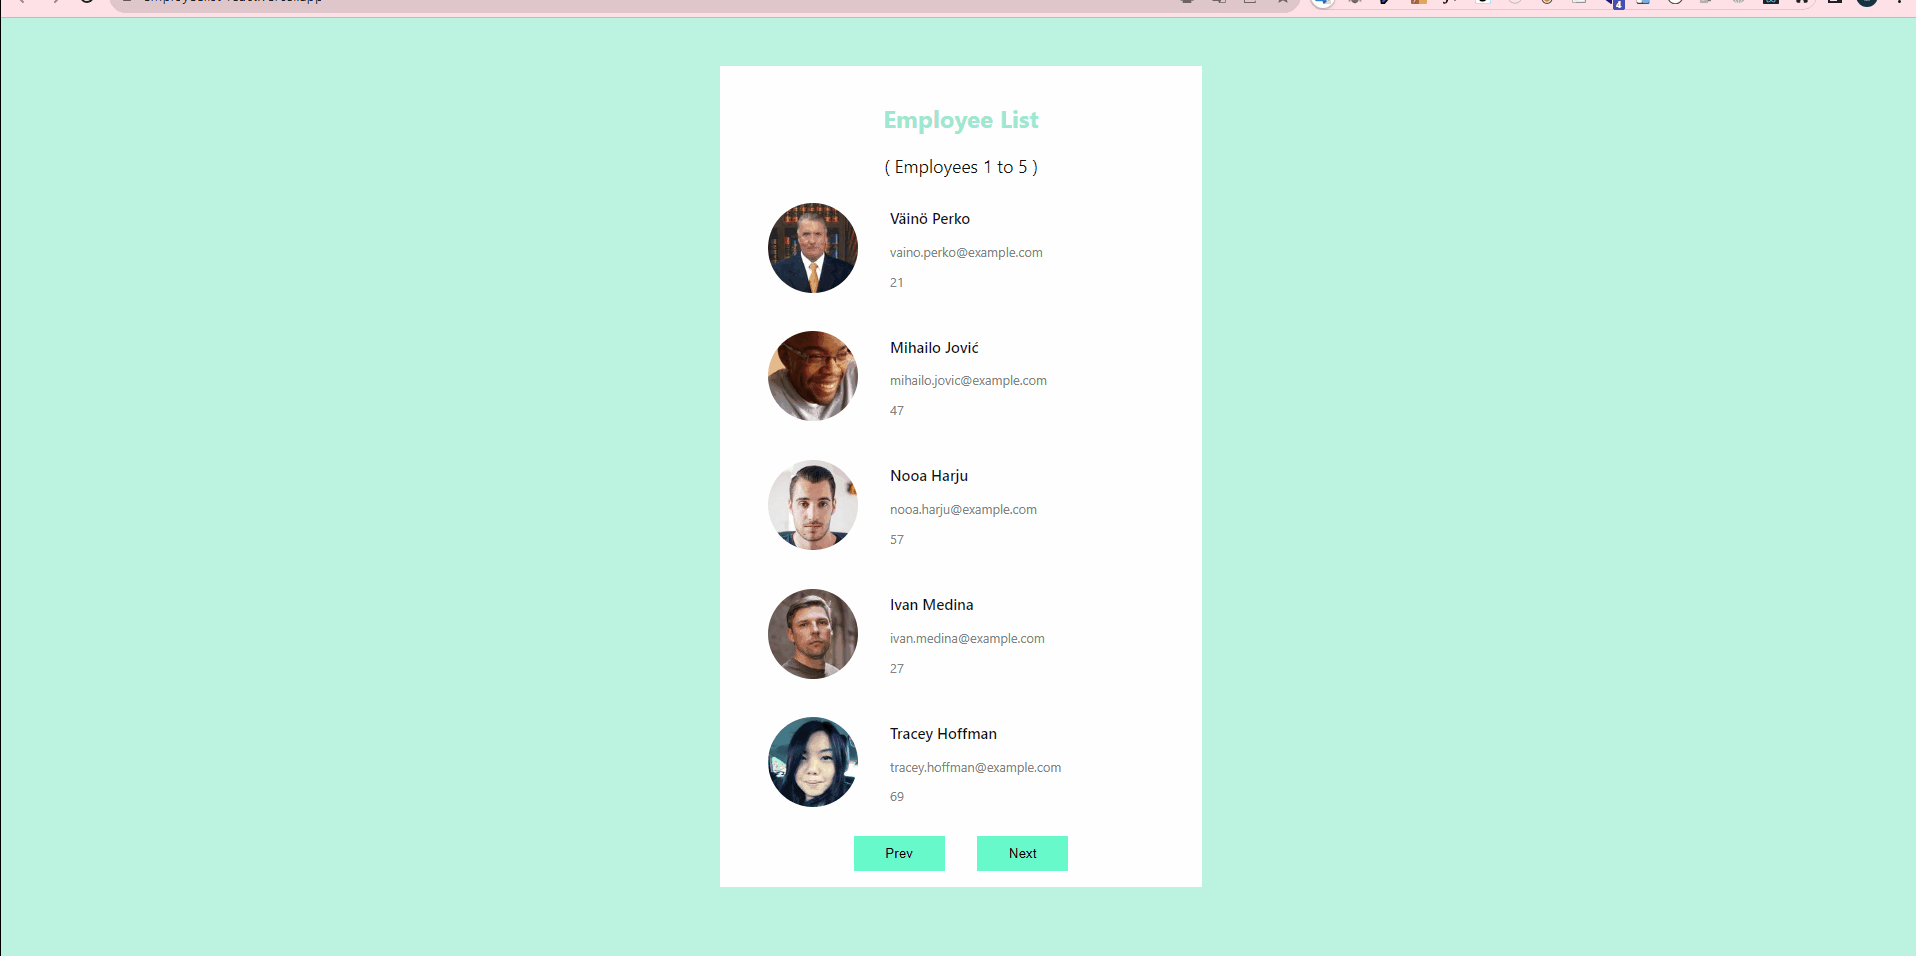 Employee List
( Employees 1 to 5 )
Väinö Perko
vaino.perko@example.com
21
Mihailo Jović
mihailo.jovic@example.com
47
Nooa Harju
nooa.harju@example.com
57
Ivan Medina
ivan.medina@example.com
27
Tracey Hoffman
tracey.hoffman@example.com
69
Prev Next